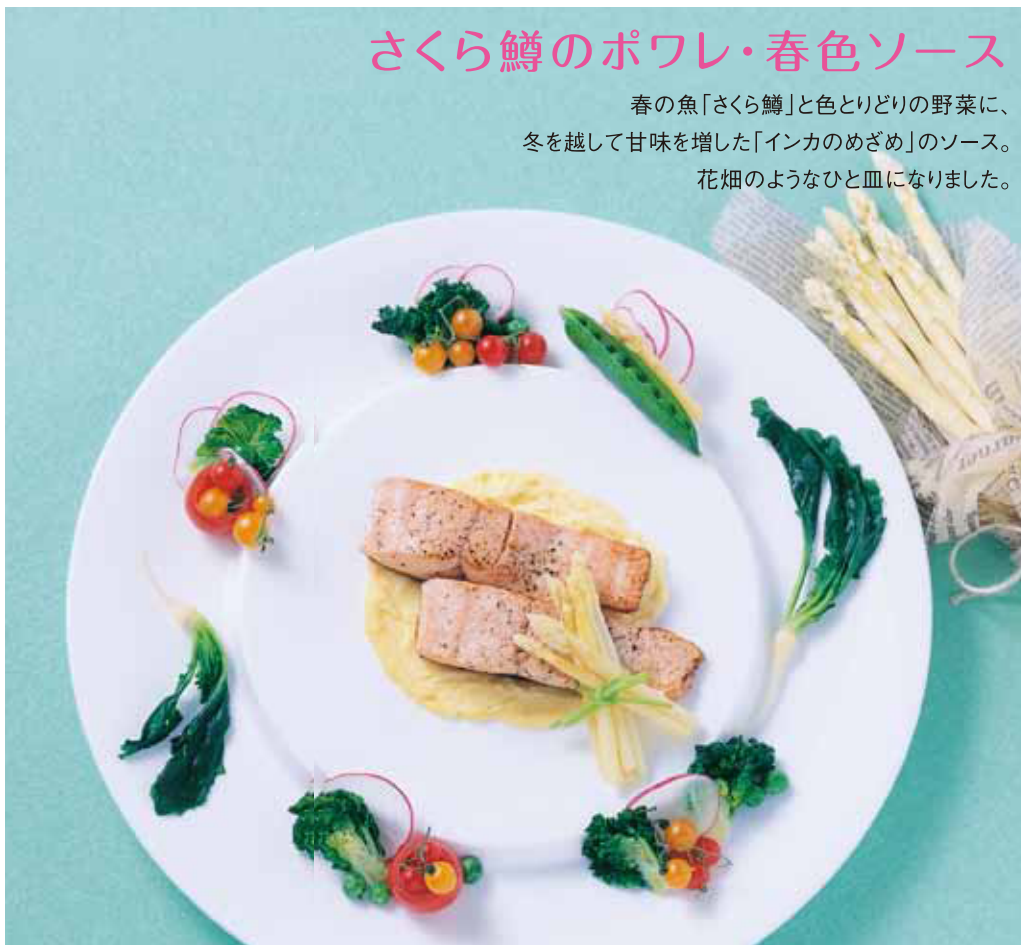 さくら鱒のポワレ・春色ソース
春の魚「さくら鱒」と色とりどりの野菜に、
冬を越して甘味を増した「インカのめざめ」のソース。
花畑のようなひと皿になりました。